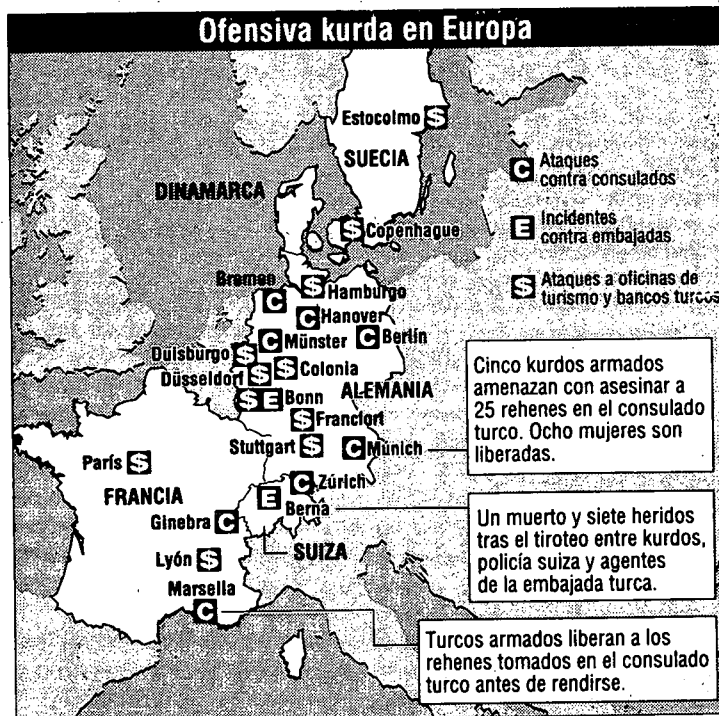 Ofensiva kurda en Europa
Estocolmo S
SUECIA
C Ataques
contra consulados
DINAMARCA
E Incidentes
contra embajadas
S Copenhague
S Ataques a oficinas de
turismo y bancos turcos
Bremen
C
S Hamburgo
C Hanover
C Münster
C Berlín
Duisburgo S
Düsseldorf S
S Colonia
ALEMANIA
S E Bonn
S Francfort
Stuttgart S
C Munich
Cinco kurdos armados
amenazan con asesinar a
25 rehenes en el consulado
turco. Ocho mujeres son
liberadas.
París S
FRANCIA
C Zúrich
E
Berna
Ginebra C
SUIZA
Un muerto y siete heridos
tras el tiroteo entre kurdos,
policía suiza y agentes
de la embajada turca.
Lyón S
Marsella
C
Turcos armados liberan a los
rehenes tomados en el consulado
turco antes de rendirse.